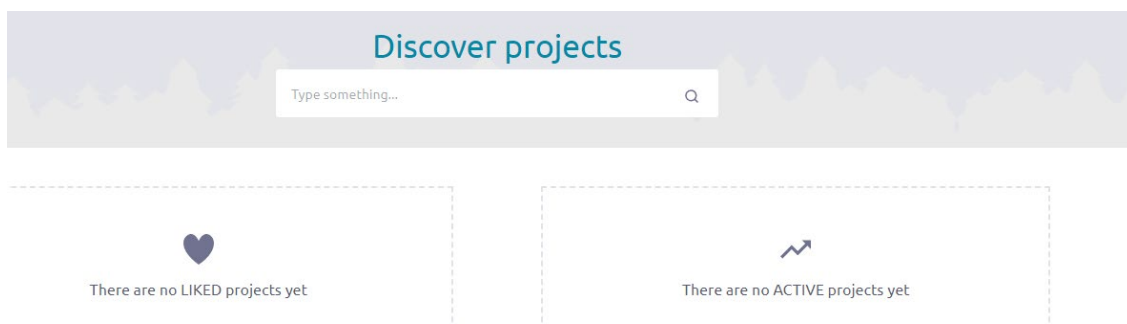 Discover projects
Type something...
There are no LIKED projects yet
There are no ACTIVE projects yet